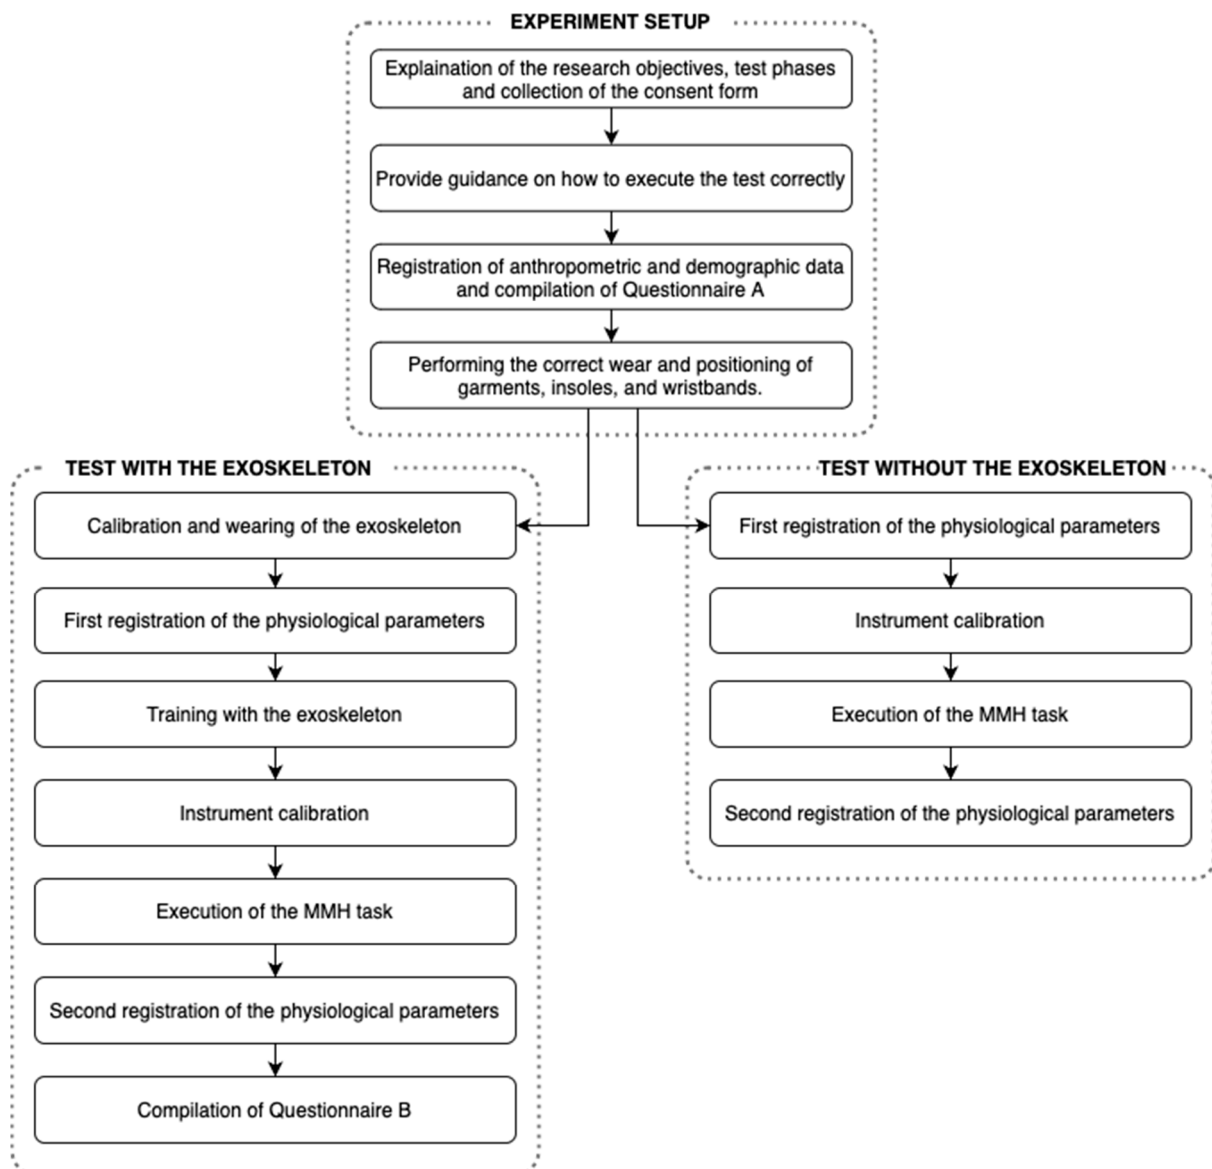 EXPERIMENT SETUP
Explaination of the research objectives, test phases
and collection of the consent form
Provide guidance on how to execute the test correctly
Registration of anthropometric and demographic data
and compilation of Questionnaire A
Performing the correct wear and positioning of
garments, insoles, and wristbands.
TEST WITH THE EXOSKELETON
Calibration and wearing of the exoskeleton
First registration of the physiological parameters
Training with the exoskeleton
Instrument calibration
Execution of the MMH task
Second registration of the physiological parameters
Compilation of Questionnaire B
TEST WITHOUT THE EXOSKELETON
First registration of the physiological parameters
Instrument calibration
Execution of the MMH task
Second registration of the physiological parameters